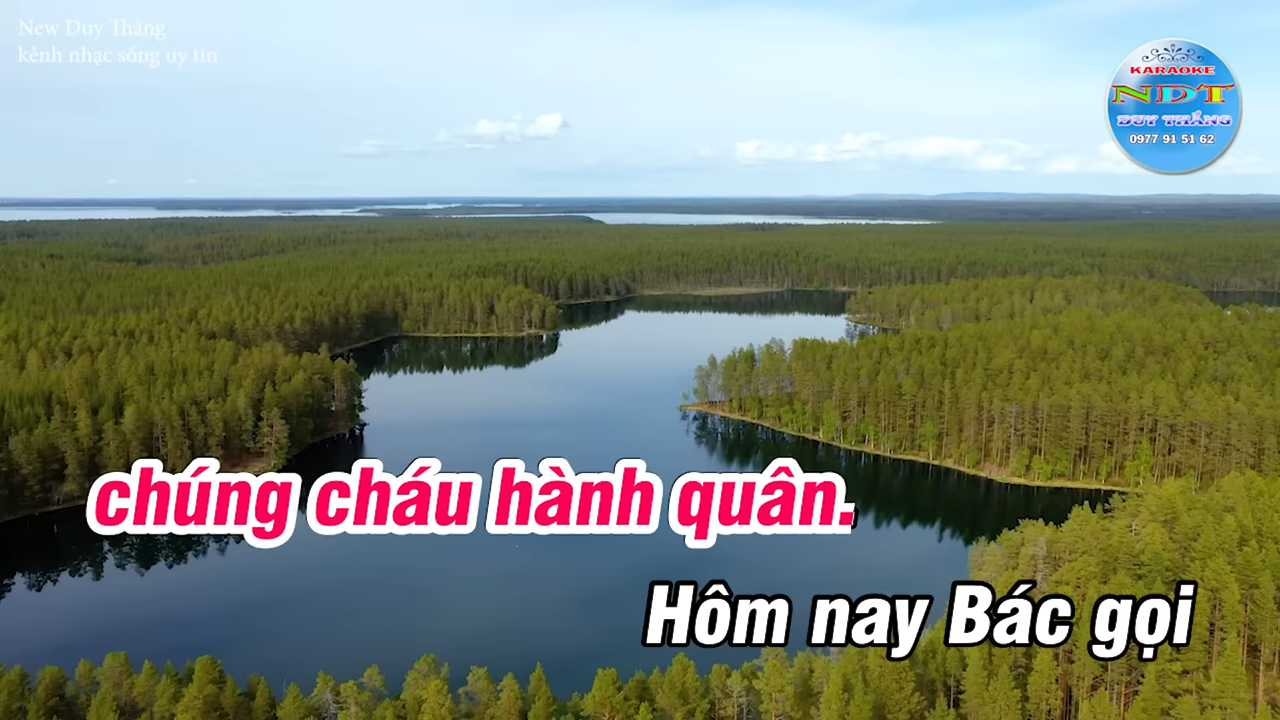 New Duy Thắng
kênh nhạc sống uy tín
KARAOKE
NDT
DUY THẮNG
0977 91 51 62
chúng cháu hành quân.
Hôm nay Bác gọi